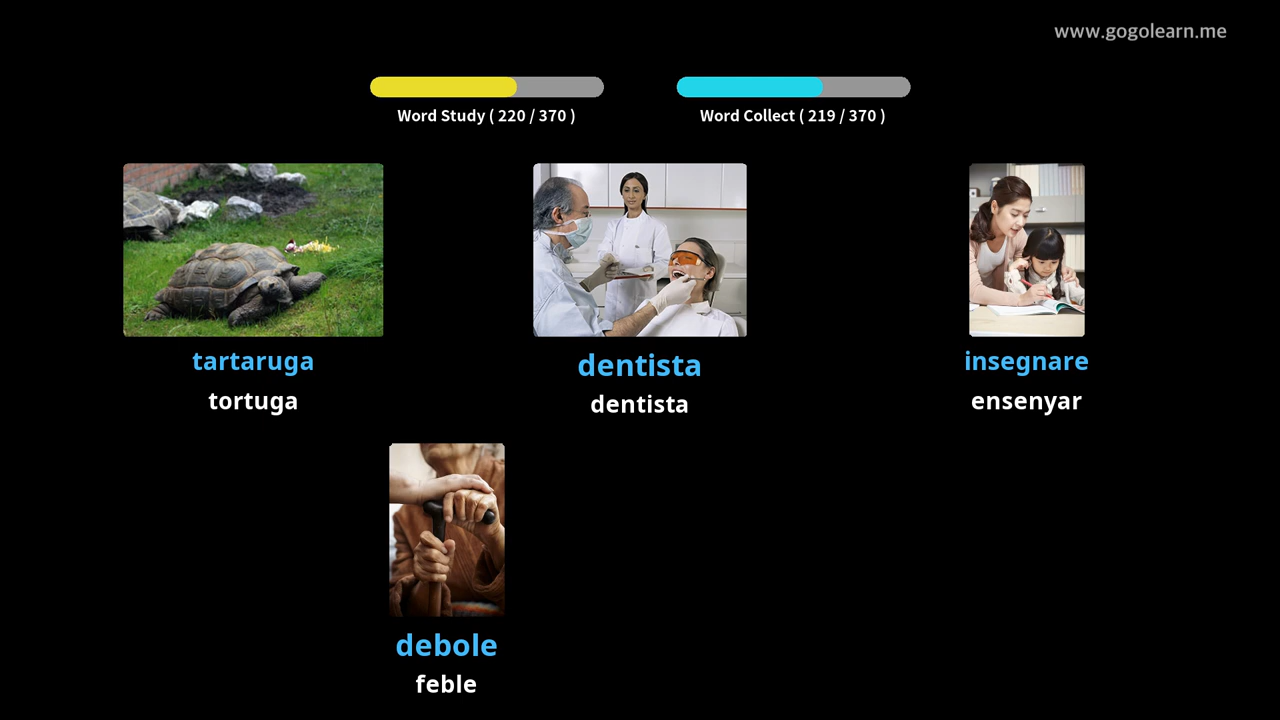 www.gogolearn.me
Word Study ( 220 / 370 )
Word Collect ( 219 / 370 )
tartaruga
tortuga
dentista
dentista
insegnare
ensenyar
debole
feble